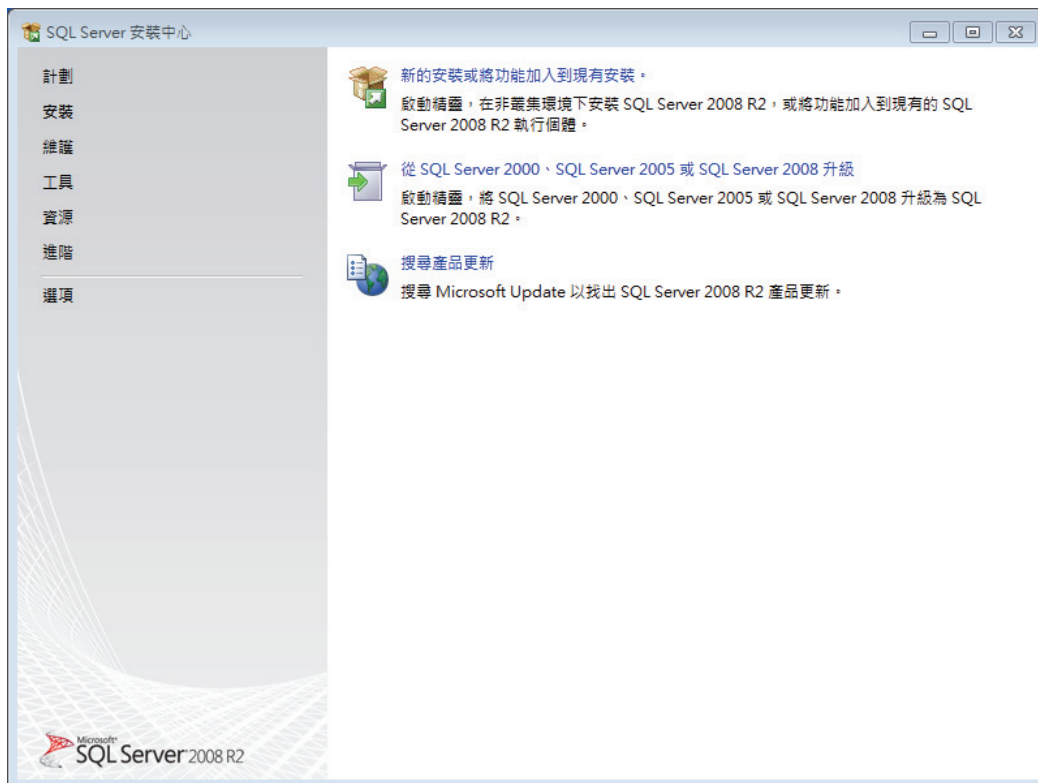 SQL Server 安裝中心
計劃
安裝
維護
工具
資源
進階
選項
新的安裝或將功能加入到現有安裝。
啟動精靈，在非叢集環境下安裝 SQL Server 2008 R2，或將功能加入到現有的 SQL
Server 2008 R2 執行個體。
從 SQL Server 2000、SQL Server 2005 或 SQL Server 2008 升級
啟動精靈，將 SQL Server 2000、SQL Server 2005 或 SQL Server 2008 升級為 SQL
Server 2008 R2。
搜尋產品更新
搜尋 Microsoft Update 以找出 SQL Server 2008 R2 產品更新。
Microsoft
SQL Server 2008 R2